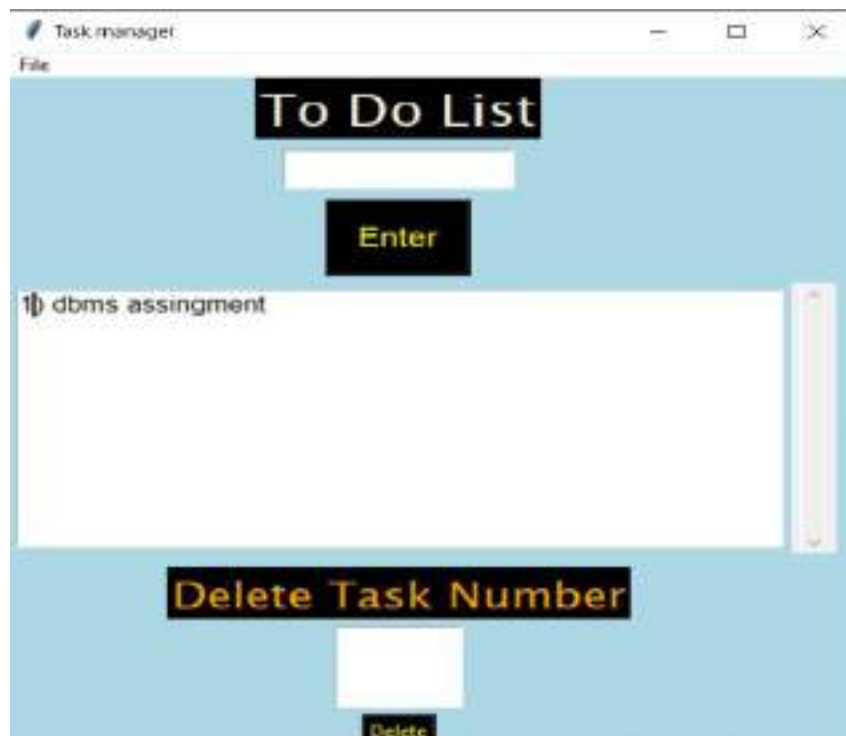 Task manager
File
To Do List
Enter
1) dbms assingment
Delete Task Number
Delete